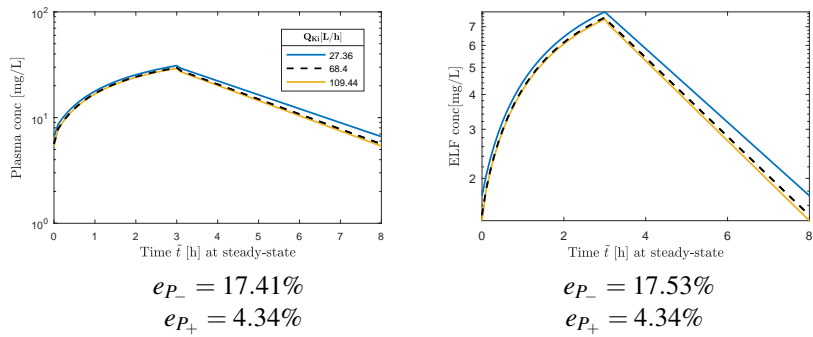 Plasma conc [mg/L]
10²
10¹
10⁰
Q_Ki[L/h]
27.36
68.4
109.44
0 1 2 3 4 5 6 7 8
Time t̃ [h] at steady-state
e_{P_-} = 17.41%
e_{P_+} = 4.34%
ELF conc[mg/L]
7
6
5
4
3
2
0 2 4 6 8
Time t̃ [h] at steady-state
e_{P_-} = 17.53%
e_{P_+} = 4.34%